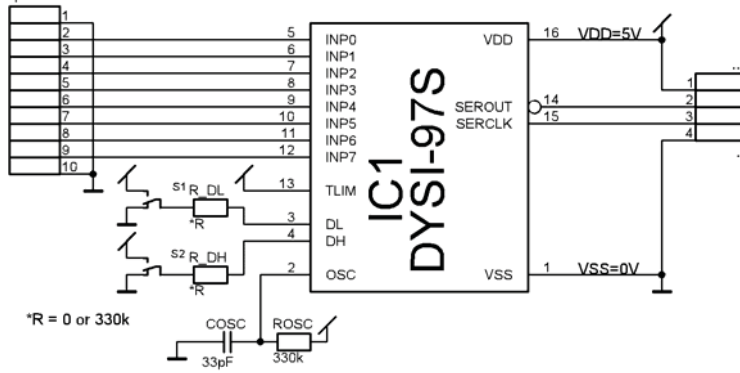 1
2
3
4
5
6
7
8
9
10
5
6
7
8
9
10
11
12
13
3
4
2
INP0
INP1
INP2
INP3
INP4
INP5
INP6
INP7
TLIM
DL
DH
OSC
IC1
DYSI-97S
VDD
SEROUT
SERCLK
VSS
16 VDD=5V
14
15
1 VSS=0V
1
2
3
4
S1 R_DL
*R
S2 R_DH
*R
*R = 0 or 330k
COSC
33pF
ROSC
330k